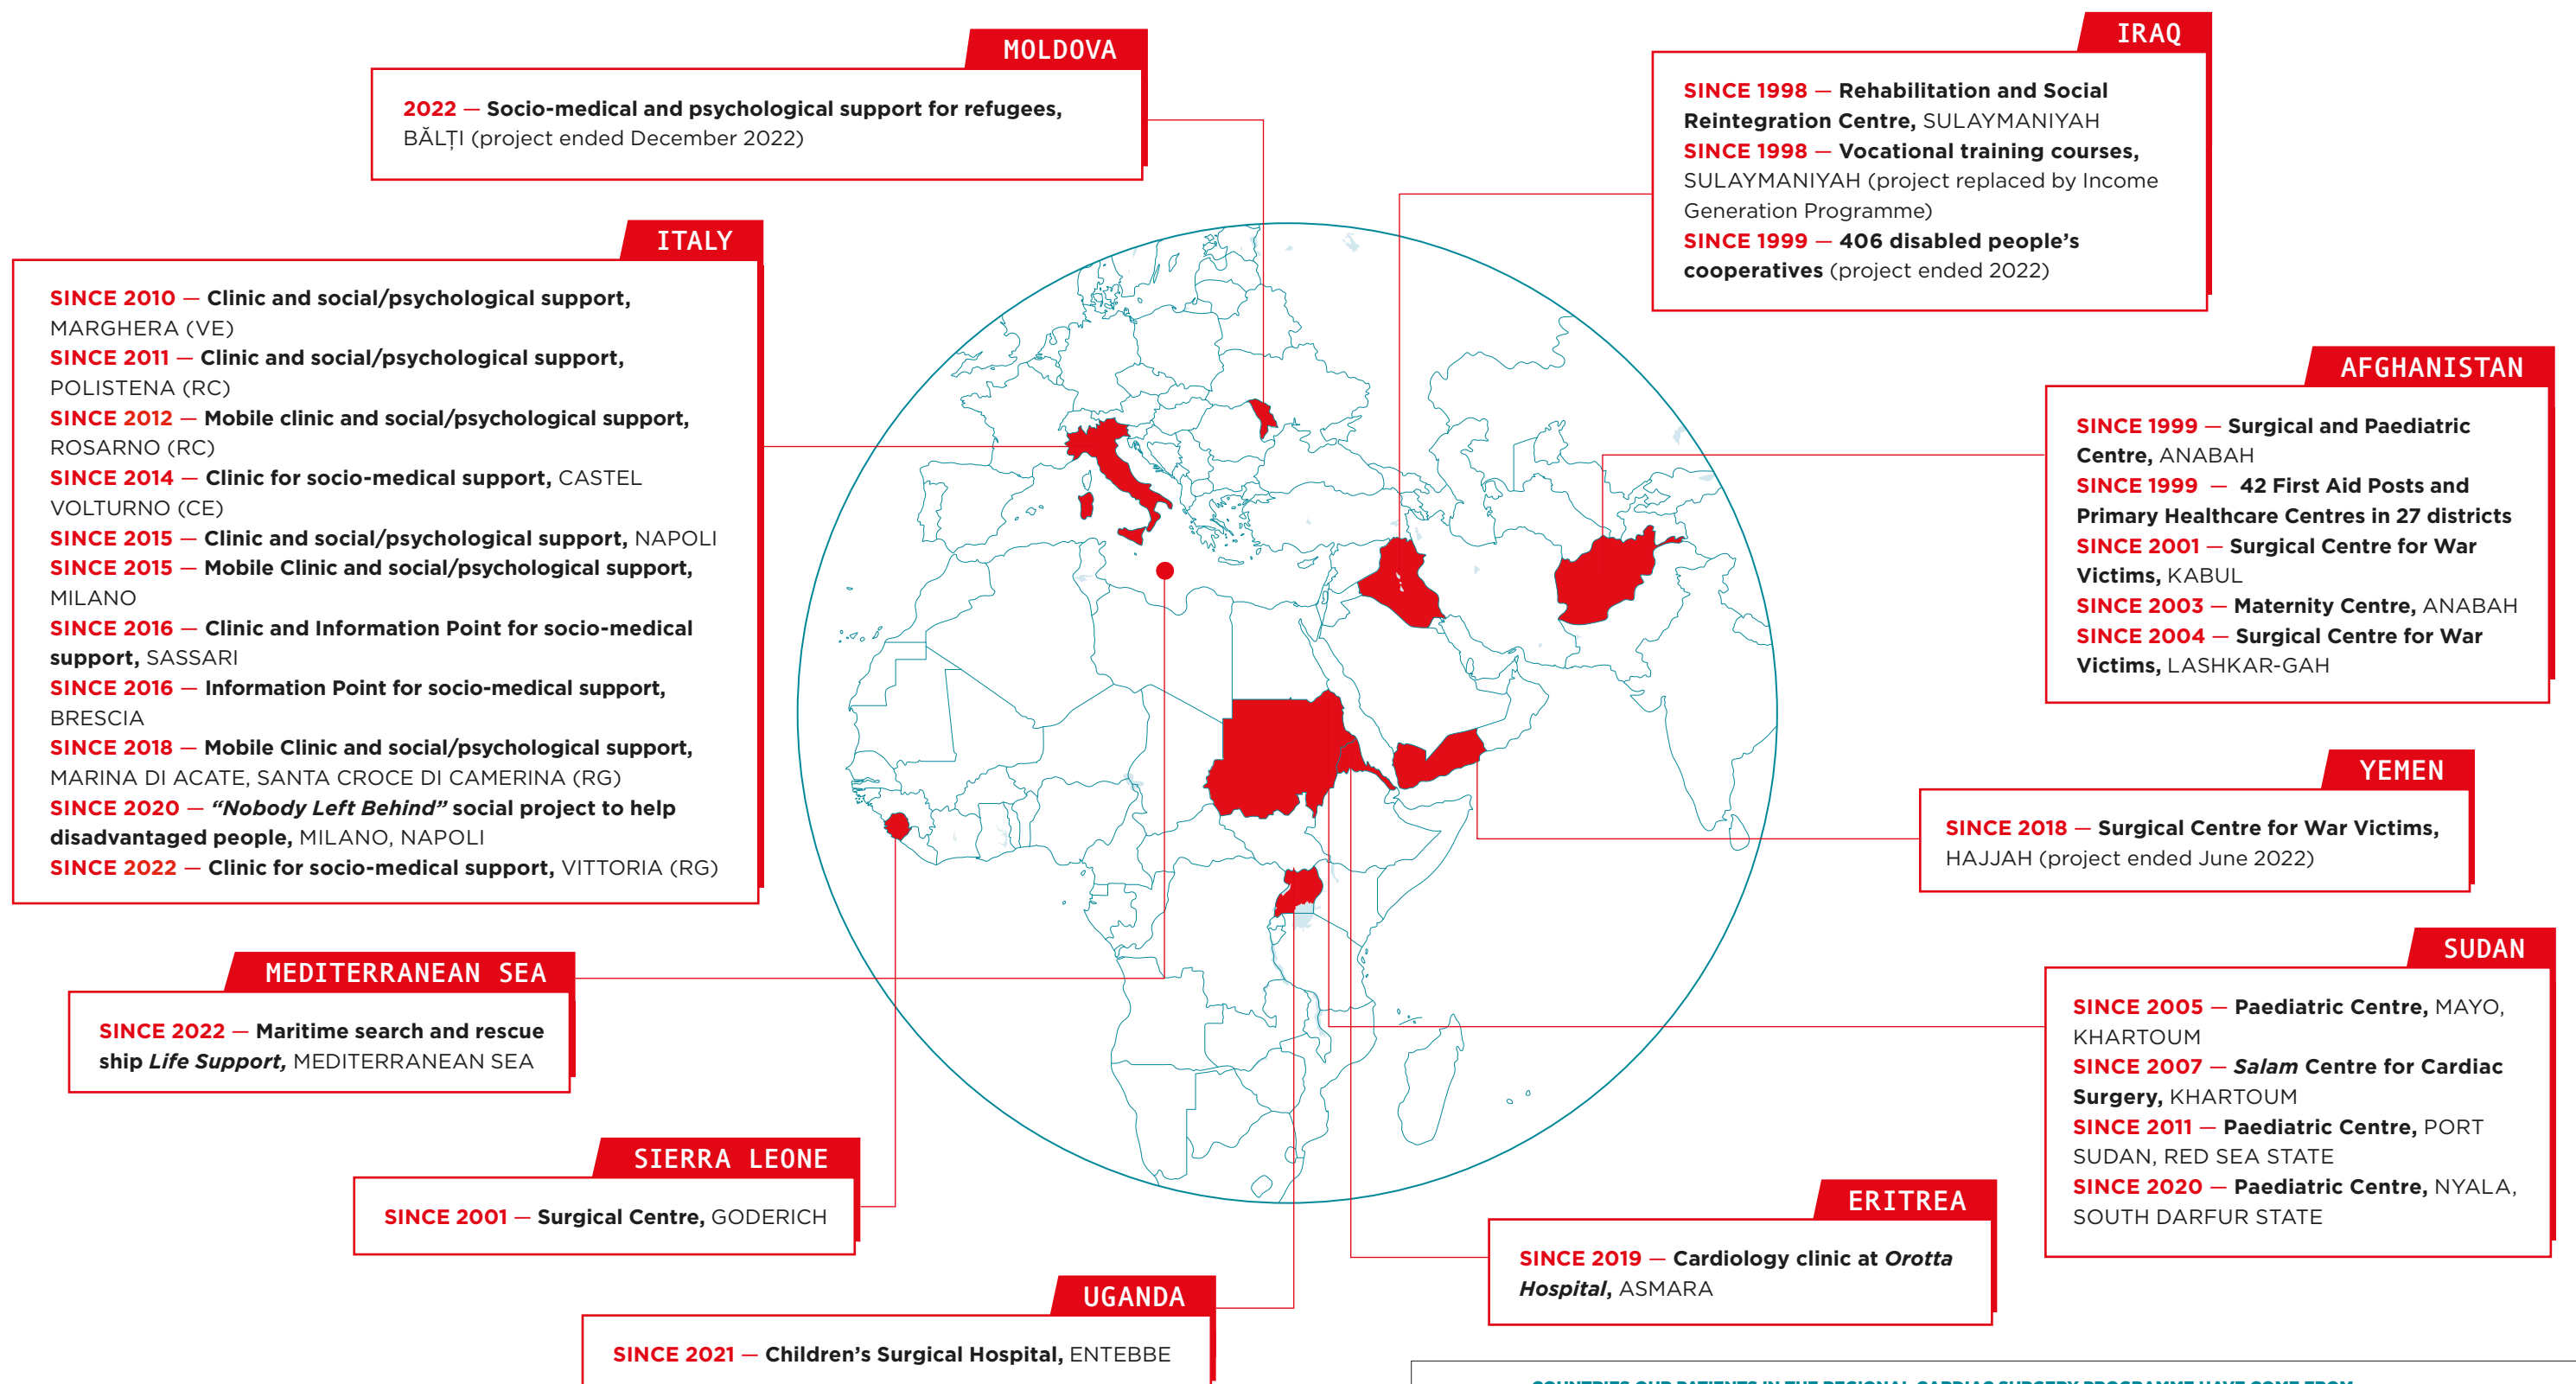 MOLDOVA
2022 — Socio-medical and psychological support for refugees,
BĂLȚI (project ended December 2022)
IRAQ
SINCE 1998 — Rehabilitation and Social
Reintegration Centre, SULAYMANIYAH
SINCE 1998 — Vocational training courses,
SULAYMANIYAH (project replaced by Income
Generation Programme)
SINCE 1999 — 406 disabled people’s
cooperatives (project ended 2022)
ITALY
SINCE 2010 — Clinic and social/psychological support,
MARGHERA (VE)
SINCE 2011 — Clinic and social/psychological support,
POLISTENA (RC)
SINCE 2012 — Mobile clinic and social/psychological support,
ROSARNO (RC)
SINCE 2014 — Clinic for socio-medical support, CASTEL
VOLTURNO (CE)
SINCE 2015 — Clinic and social/psychological support, NAPOLI
SINCE 2015 — Mobile Clinic and social/psychological support,
MILANO
SINCE 2016 — Clinic and Information Point for socio-medical
support, SASSARI
SINCE 2016 — Information Point for socio-medical support,
BRESCIA
SINCE 2018 — Mobile Clinic and social/psychological support,
MARINA DI ACATE, SANTA CROCE DI CAMERINA (RG)
SINCE 2020 — “Nobody Left Behind” social project to help
disadvantaged people, MILANO, NAPOLI
SINCE 2022 — Clinic for socio-medical support, VITTORIA (RG)
AFGHANISTAN
SINCE 1999 — Surgical and Paediatric
Centre, ANABAH
SINCE 1999 — 42 First Aid Posts and
Primary Healthcare Centres in 27 districts
SINCE 2001 — Surgical Centre for War
Victims, KABUL
SINCE 2003 — Maternity Centre, ANABAH
SINCE 2004 — Surgical Centre for War
Victims, LASHKAR-GAH
YEMEN
SINCE 2018 — Surgical Centre for War Victims,
HAJJAH (project ended June 2022)
MEDITERRANEAN SEA
SINCE 2022 — Maritime search and rescue
ship Life Support, MEDITERRANEAN SEA
SUDAN
SINCE 2005 — Paediatric Centre, MAYO,
KHARTOUM
SINCE 2007 — Salam Centre for Cardiac
Surgery, KHARTOUM
SINCE 2011 — Paediatric Centre, PORT
SUDAN, RED SEA STATE
SINCE 2020 — Paediatric Centre, NYALA,
SOUTH DARFUR STATE
SIERRA LEONE
SINCE 2001 — Surgical Centre, GODERICH
ERITREA
SINCE 2019 — Cardiology clinic at Orotta
Hospital, ASMARA
UGANDA
SINCE 2021 — Children’s Surgical Hospital, ENTEBBE
COUNTRIES OUR PATIENTS IN THE REGIONAL CARDIAC SURGERY PROGRAMME HAVE COME FROM